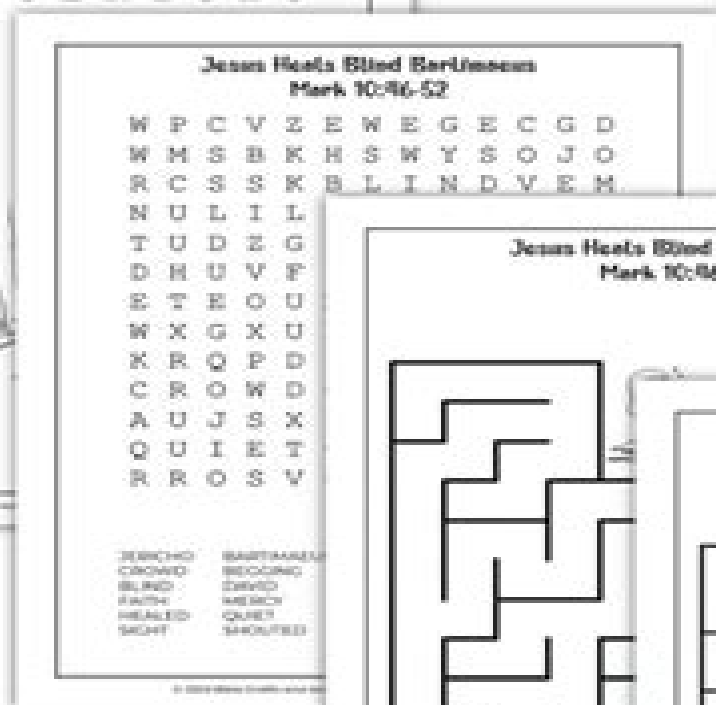 Jesus Heals Blind Bartimaeus
Mark 10:46-52
W P C V Z E W E G E C G D
W M S B K H S W Y S O J O
R C S S K B L I N D V E M
N U L I L
T U D Z G
D H U V F
E T E O U
W X G X U
K R Q P D
C R O W D
A U J S X
Q U I E T
R R O S V
JERICHO BARTIMAEU
CROWD BEGGING
BLIND DAVID
FAITH MERCY
HEALED QUIET
SIGHT SHOUTED
Jesus Heals Blind
Mark 10:46